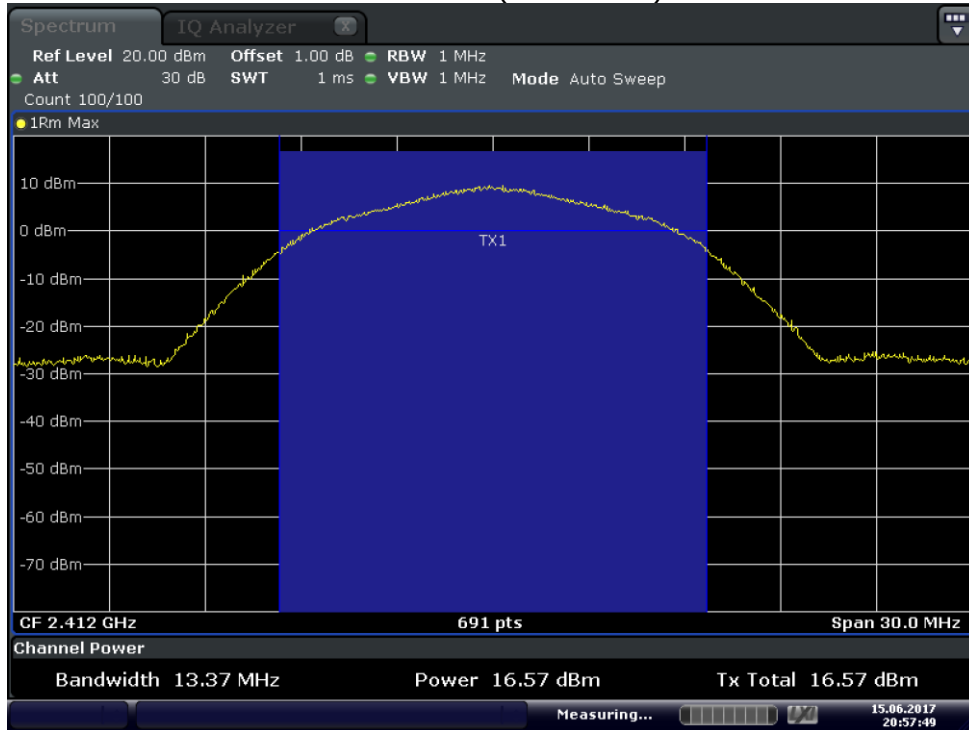 Spectrum IQ Analyzer X
Ref Level 20.00 dBm Offset 1.00 dB RBW 1 MHz
Att 30 dB SWT 1 ms VBW 1 MHz Mode Auto Sweep
Count 100/100
1Rm Max
10 dBm
0 dBm
TX1
-10 dBm
-20 dBm
-30 dBm
-40 dBm
-50 dBm
-60 dBm
-70 dBm
CF 2.412 GHz 691 pts Span 30.0 MHz
Channel Power
Bandwidth 13.37 MHz Power 16.57 dBm Tx Total 16.57 dBm
Measuring... 15.06.2017
20:57:49